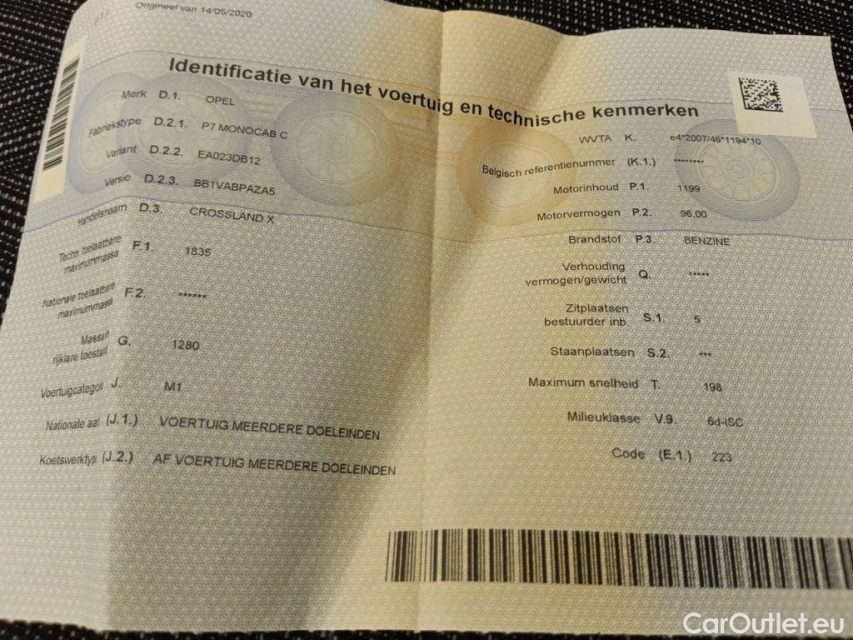 Origineel van 14/05/2020
Identificatie van het voertuig en technische kenmerken
Merk D.1. OPEL
Fabriekstype D.2.1. P7 MONOCAB C
Variant D.2.2. EA023DB12
Versie D.2.3. BB1VABPAZA5
Handelsnaam D.3. CROSSLAND X
Techn. toelaatbare
maximummassa F.1. 1835
Nationale toelaatbare
maximummassa F.2. ******
Massa
rijklare toestand G. 1280
Voertuigcategorie J. M1
Nationale aard (J.1.) VOERTUIG MEERDERE DOELEINDEN
Koetswerktype (J.2.) AF VOERTUIG MEERDERE DOELEINDEN
WVTA K. e4*2007/46*1194*10
Belgisch referentienummer (K.1.) ********
Motorinhoud P.1. 1199
Motorvermogen P.2. 96.00
Brandstof P.3. BENZINE
Verhouding
vermogen/gewicht Q. *****
Zitplaatsen
bestuurder inb. S.1. 5
Staanplaatsen S.2. ***
Maximum snelheid T. 198
Milieuklasse V.9. 6d-ISC
Code (E.1.) 223
CarOutlet.eu